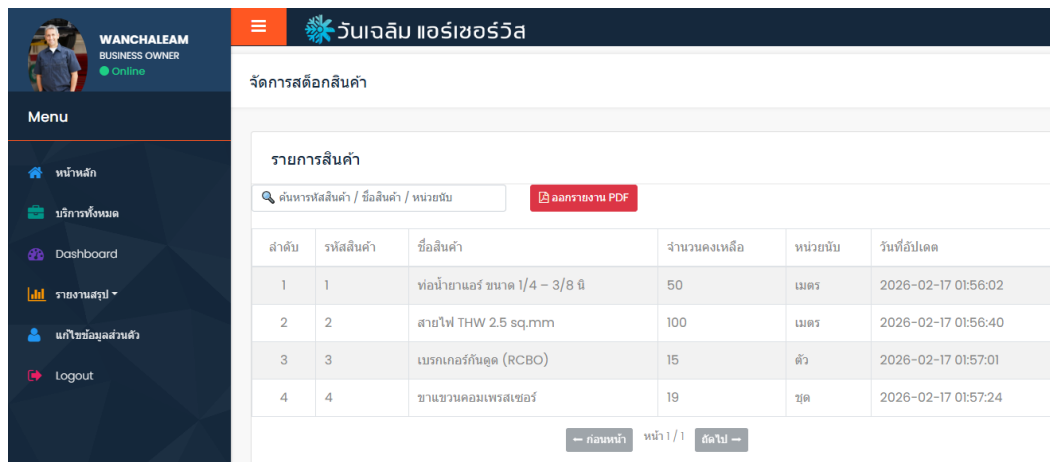 WANCHALEAM
BUSINESS OWNER
Online
Menu
หน้าหลัก
บริการทั้งหมด
Dashboard
รายงานสรุป
แก้ไขข้อมูลส่วนตัว
Logout
วันเฉลิม แอร์เซอร์วิส
จัดการสต็อกสินค้า
รายการสินค้า
ค้นหารหัสสินค้า / ชื่อสินค้า / หน่วยนับ ออกรายงาน PDF
ลำดับ รหัสสินค้า ชื่อสินค้า จำนวนคงเหลือ หน่วยนับ วันที่อัปเดต
1 1 ท่อน้ำยาแอร์ ขนาด 1/4 – 3/8 นิ 50 เมตร 2026-02-17 01:56:02
2 2 สายไฟ THW 2.5 sq.mm 100 เมตร 2026-02-17 01:56:40
3 3 เบรกเกอร์กันดูด (RCBO) 15 ตัว 2026-02-17 01:57:01
4 4 ขาแขวนคอมเพรสเซอร์ 19 ชุด 2026-02-17 01:57:24
← ก่อนหน้า หน้า 1 / 1 ถัดไป →